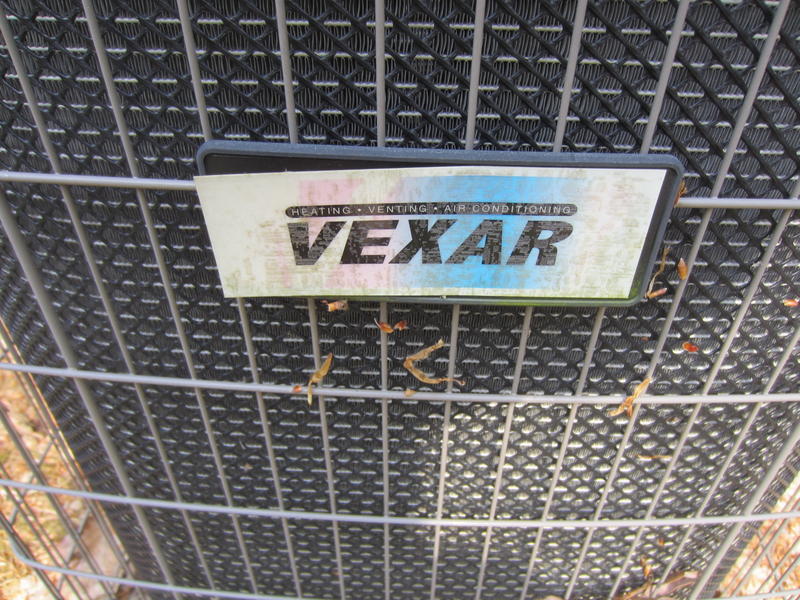 HEATING • VENTING • AIR CONDITIONING
VEXAR